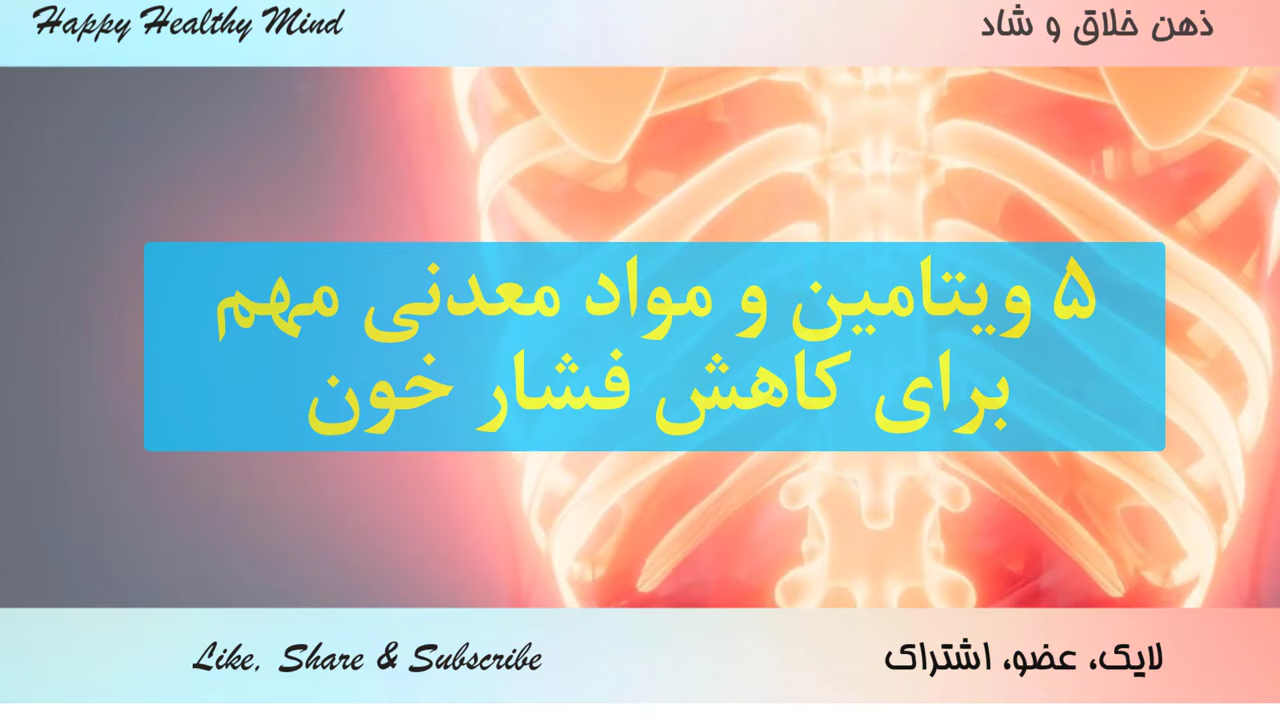 Happy Healthy Mind
ذهن خلاق و شاد
۵ ویتامین و مواد معدنی مهم
برای کاهش فشار خون
Like, Share & Subscribe
لایک، عضو، اشتراک